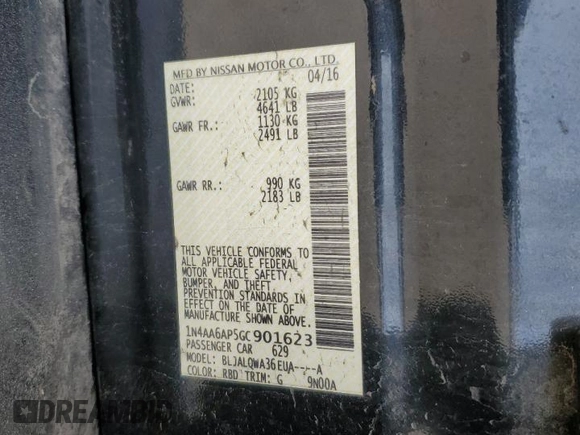 MFD BY NISSAN MOTOR CO., LTD.
DATE: 04/16
GVWR: 2105 KG
4641 LB
GAWR FR.: 1130 KG
2491 LB
GAWR RR.: 990 KG
2183 LB
THIS VEHICLE CONFORMS TO
ALL APPLICABLE FEDERAL
MOTOR VEHICLE SAFETY,
BUMPER, AND THEFT
PREVENTION STANDARDS IN
EFFECT ON THE DATE OF
MANUFACTURE SHOWN ABOVE.
1N4AA6AP5GC901623
PASSENGER CAR 629
MODEL: BLJALQWA36EUA----A
COLOR: RBD TRIM: G 9N00A
DREAMBID